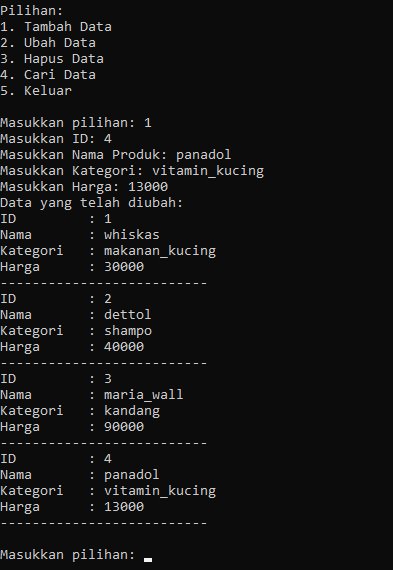 Pilihan:
1. Tambah Data
2. Ubah Data
3. Hapus Data
4. Cari Data
5. Keluar
Masukkan pilihan: 1
Masukkan ID: 4
Masukkan Nama Produk: panadol
Masukkan Kategori: vitamin_kucing
Masukkan Harga: 13000
Data yang telah diubah:
ID : 1
Nama : whiskas
Kategori : makanan_kucing
Harga : 30000
--------------------------
ID : 2
Nama : dettol
Kategori : shampo
Harga : 40000
--------------------------
ID : 3
Nama : maria_wall
Kategori : kandang
Harga : 90000
--------------------------
ID : 4
Nama : panadol
Kategori : vitamin_kucing
Harga : 13000
--------------------------
Masukkan pilihan: